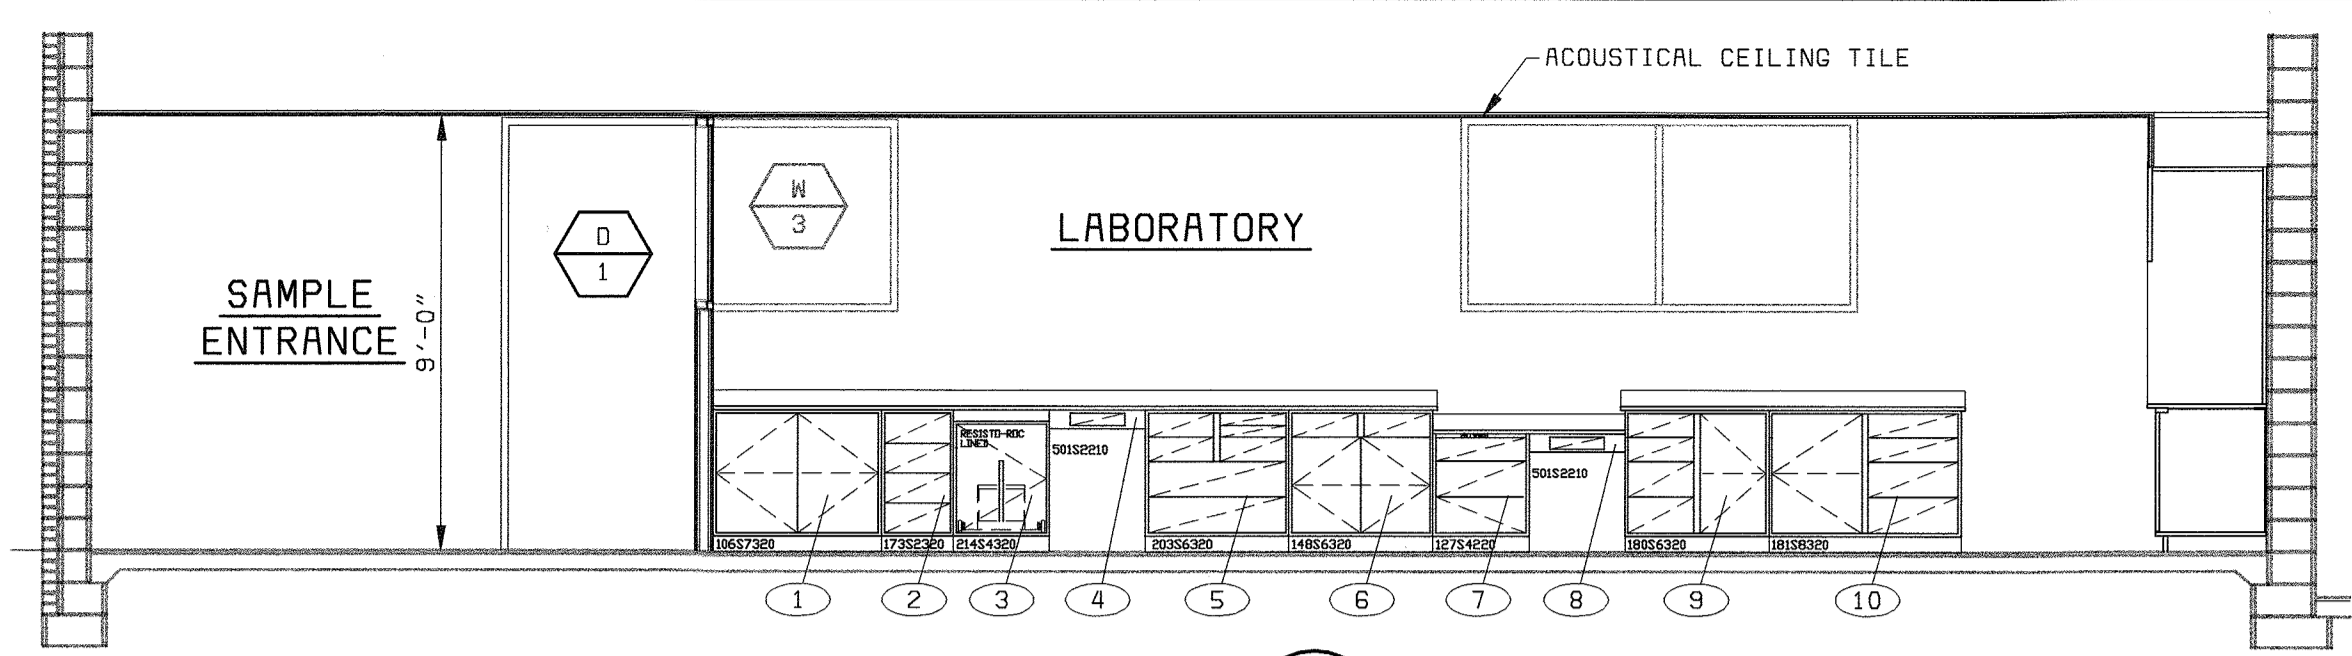 ACOUSTICAL CEILING TILE
W
3
D
1
LABORATORY
SAMPLE
ENTRANCE
9'-0"
RESISTO-ROC
LINED
501S2210
501S2210
106S7320
173S2320
214S4320
203S6320
148S6320
127S4220
180S6320
181S8320
1
2
3
4
5
6
7
8
9
10